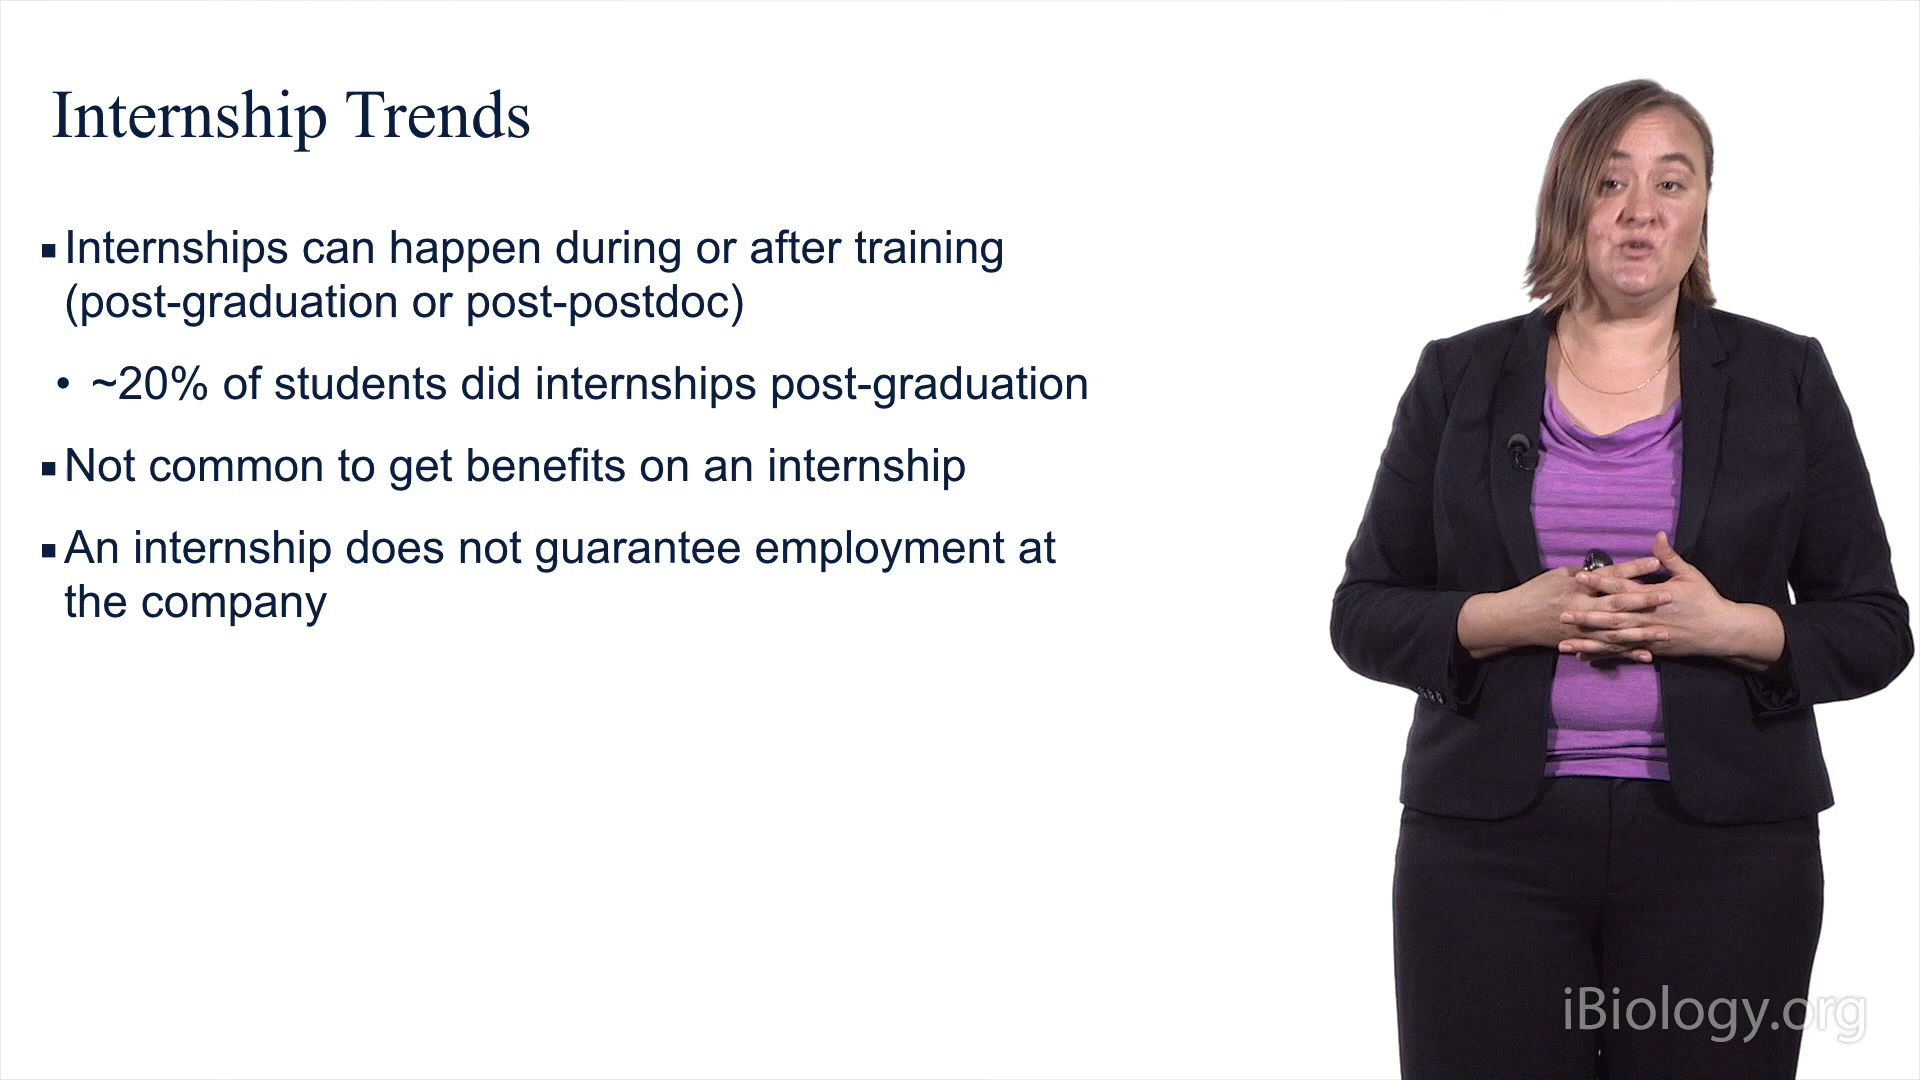 Internship Trends
▪Internships can happen during or after training
(post-graduation or post-postdoc)
• ~20% of students did internships post-graduation
▪Not common to get benefits on an internship
▪An internship does not guarantee employment at
the company
iBiology.org